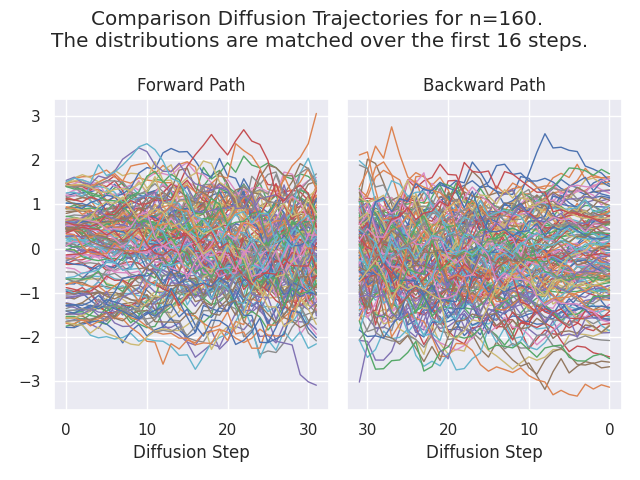 Comparison Diffusion Trajectories for n=160.
The distributions are matched over the first 16 steps.
Forward Path
Backward Path
3
2
1
0
−1
−2
−3
0 10 20 30
30 20 10 0
Diffusion Step
Diffusion Step